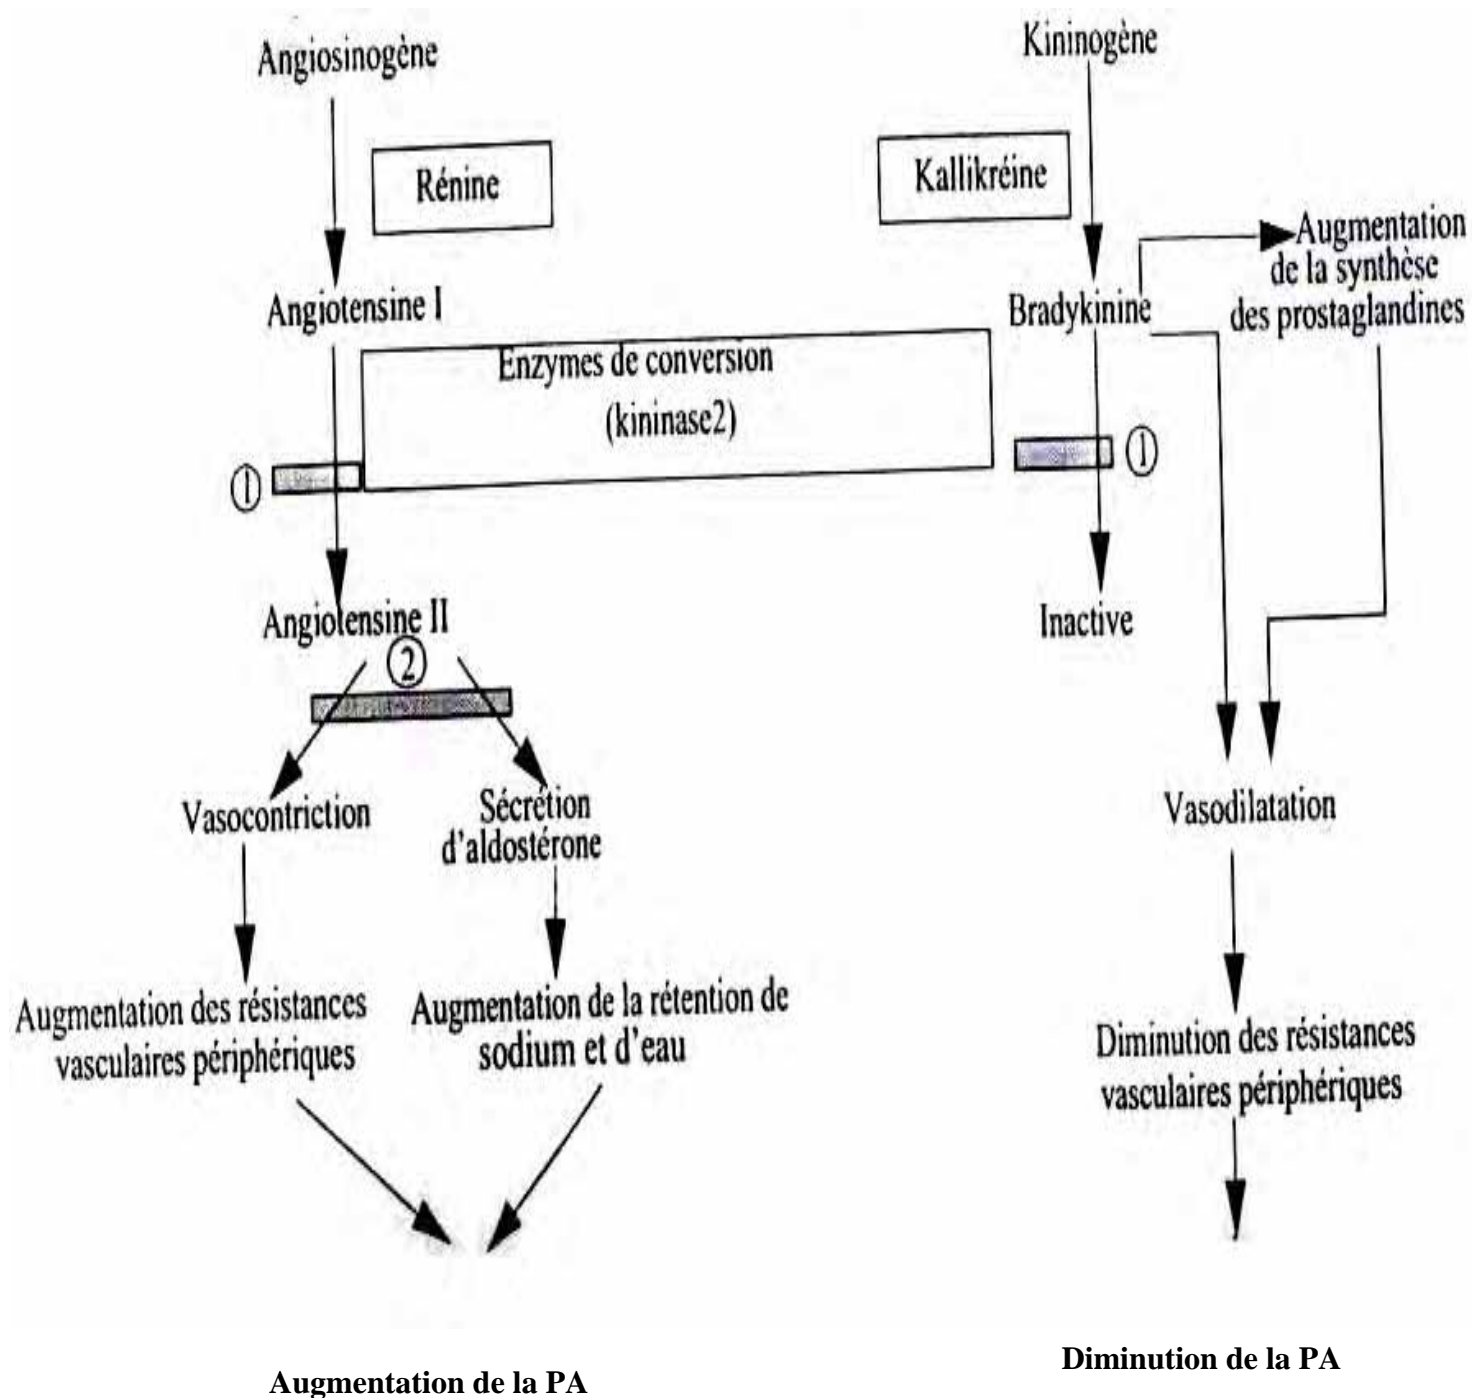 Angiosinogène
Kininogène
Rénine
Kallikréine
Augmentation
de la synthèse
des prostaglandines
Angiotensine I
Bradykinine
Enzymes de conversion
(kininase2)
①
①
Angiotensine II
Inactive
②
Vasocontriction
Sécrétion
d'aldostérone
Vasodilatation
Augmentation des résistances
vasculaires périphériques
Augmentation de la rétention de
sodium et d'eau
Diminution des résistances
vasculaires périphériques
Diminution de la PA
Augmentation de la PA